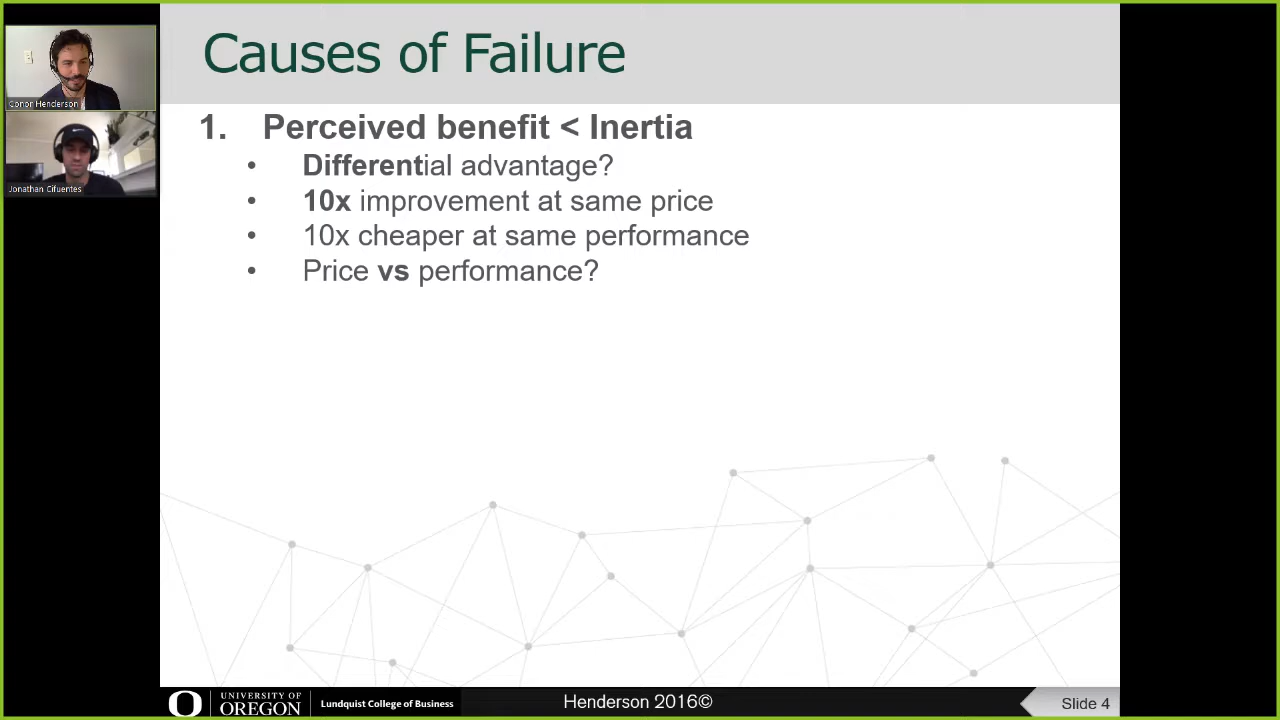 Causes of Failure
Conor Henderson
Jonathan Cifuentes
1. Perceived benefit < Inertia
• Differential advantage?
• 10x improvement at same price
• 10x cheaper at same performance
• Price vs performance?
O
UNIVERSITY OF
OREGON
Lundquist College of Business
Henderson 2016©
Slide 4